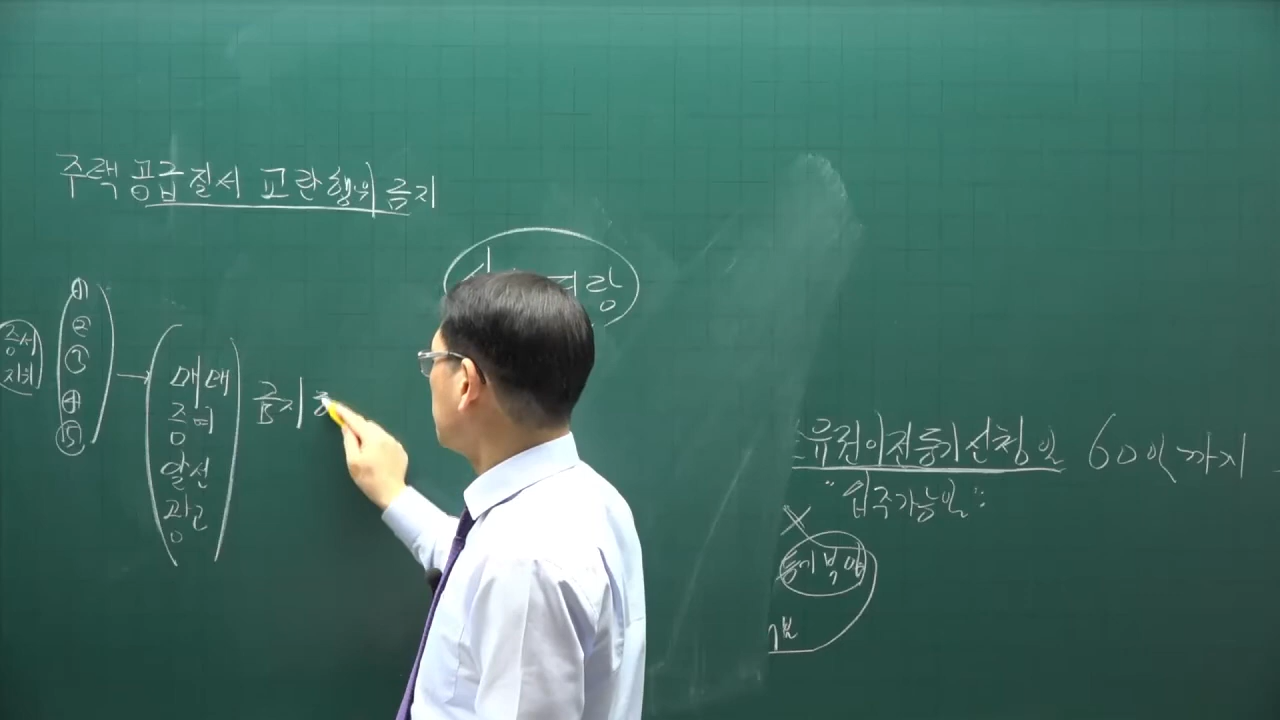 주택공급질서 교란행위 금지
증서
지위
①
②
③
④
⑤
매매
증여
알선
광고
금지
소유권이전등기신청일 60일까지
"입주가능일"